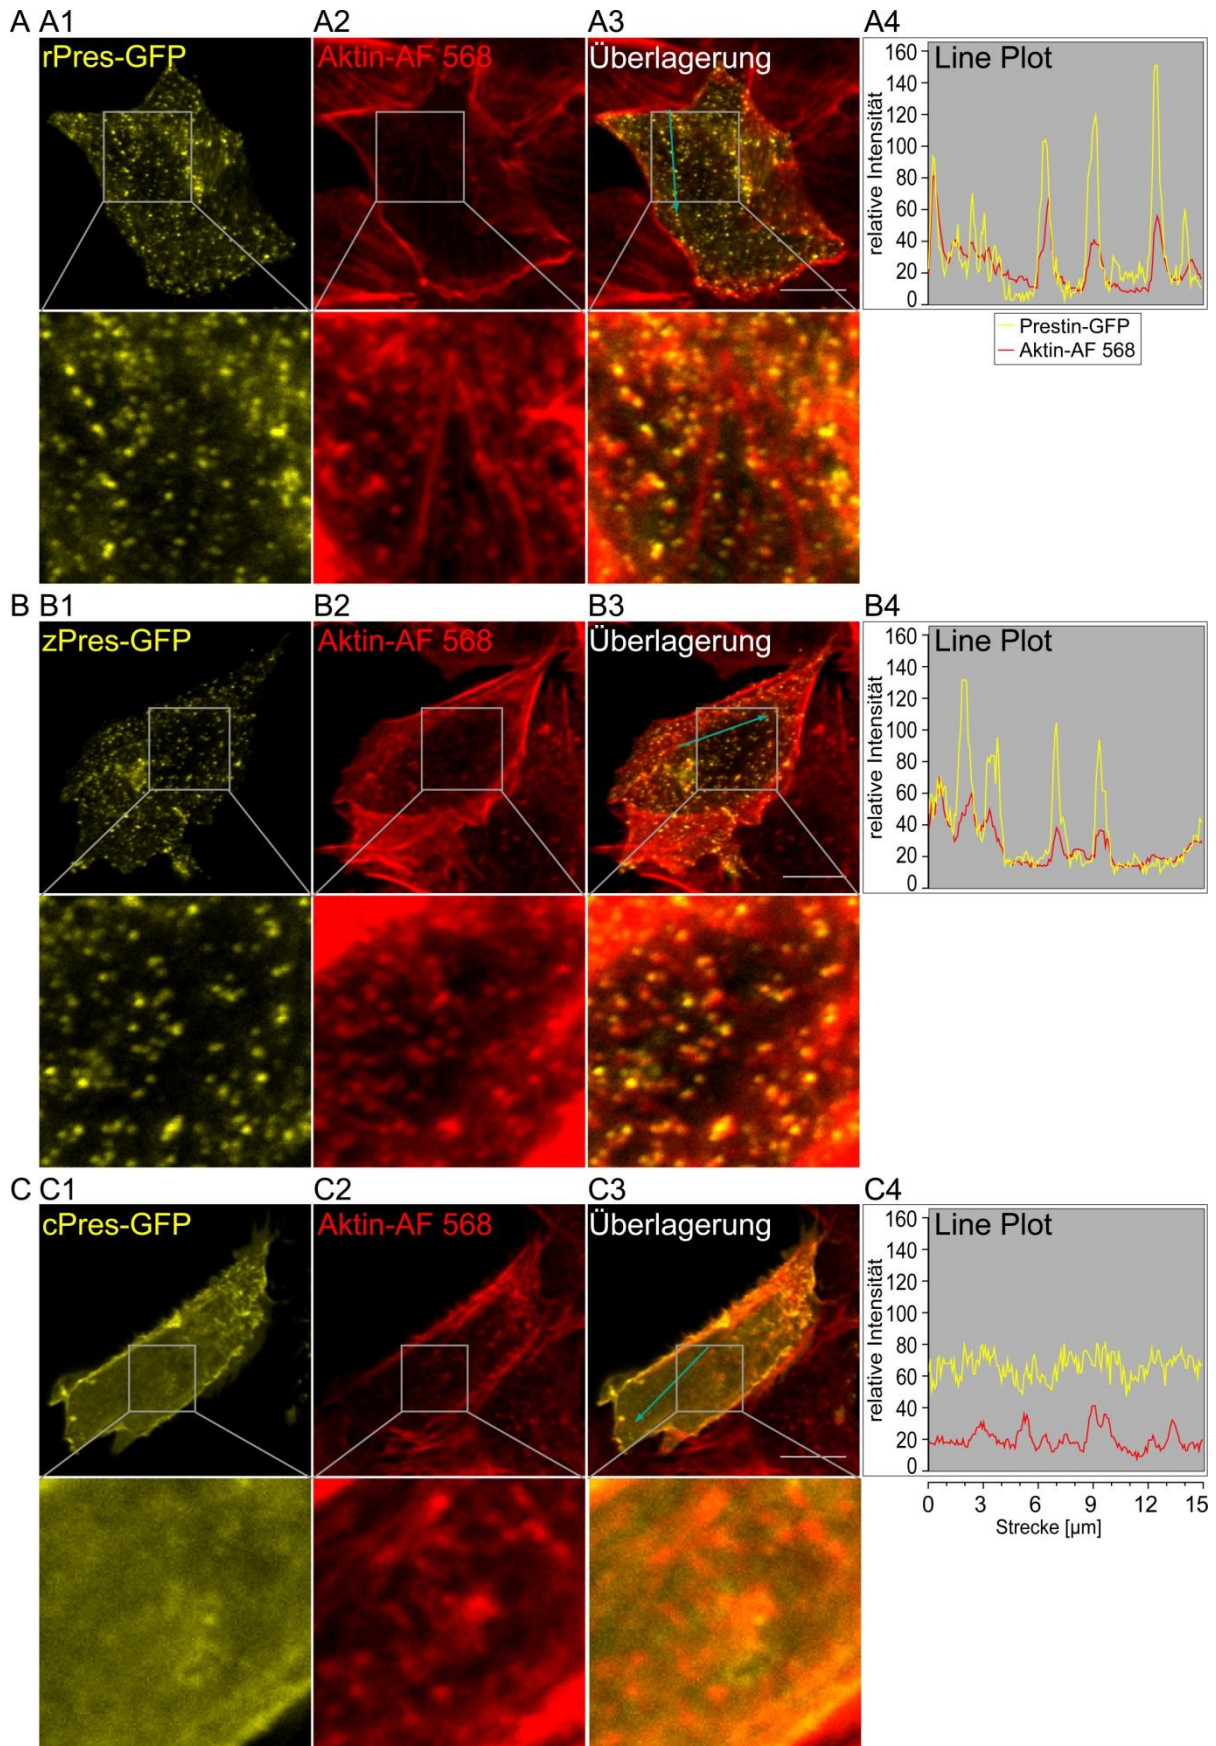 A A1 A2 A3 A4
rPres-GFP Aktin-AF 568 Überlagerung Line Plot
160
140
120
100
80
60
40
20
0
relative Intensität
Prestin-GFP
Aktin-AF 568
B B1 B2 B3 B4
zPres-GFP Aktin-AF 568 Überlagerung Line Plot
160
140
120
100
80
60
40
20
0
relative Intensität
C C1 C2 C3 C4
cPres-GFP Aktin-AF 568 Überlagerung Line Plot
160
140
120
100
80
60
40
20
0
relative Intensität
0 3 6 9 12 15
Strecke [µm]